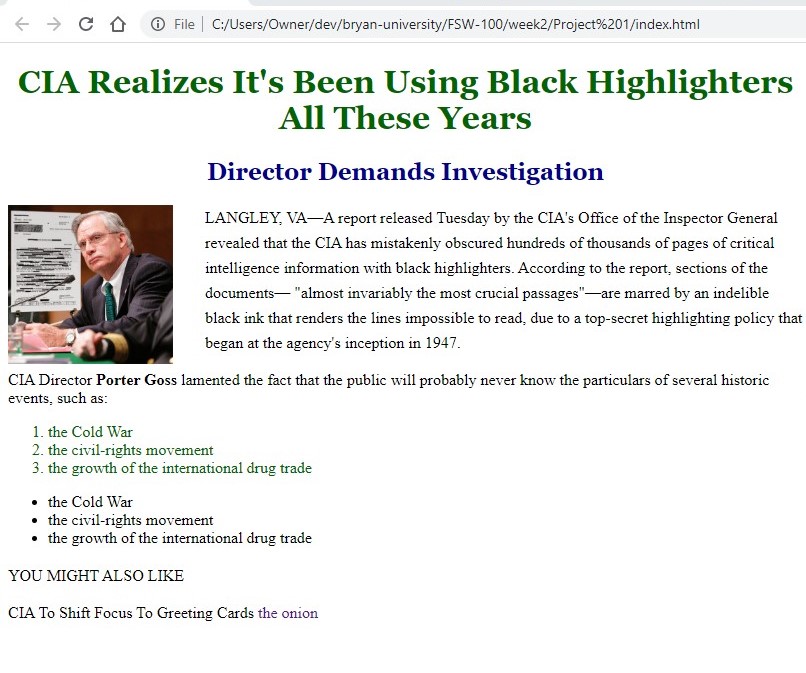 File
C:/Users/Owner/dev/bryan-university/FSW-100/week2/Project%201/index.html
CIA Realizes It's Been Using Black Highlighters
All These Years
Director Demands Investigation
LANGLEY, VA—A report released Tuesday by the CIA's Office of the Inspector General
revealed that the CIA has mistakenly obscured hundreds of thousands of pages of critical
intelligence information with black highlighters. According to the report, sections of the
documents— "almost invariably the most crucial passages"—are marred by an indelible
black ink that renders the lines impossible to read, due to a top-secret highlighting policy that
began at the agency's inception in 1947.
CIA Director Porter Goss lamented the fact that the public will probably never know the particulars of several historic
events, such as:
1. the Cold War
2. the civil-rights movement
3. the growth of the international drug trade
• the Cold War
• the civil-rights movement
• the growth of the international drug trade
YOU MIGHT ALSO LIKE
CIA To Shift Focus To Greeting Cards the onion